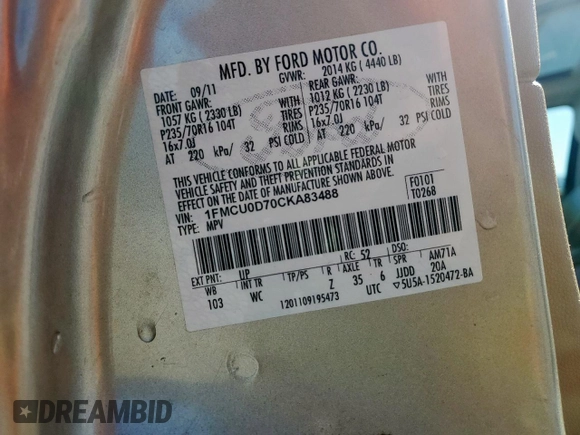 MFD. BY FORD MOTOR CO.
DATE: 09/11 GVWR: 2014 KG ( 4440 LB)
FRONT GAWR: REAR GAWR:
1057 KG ( 2330 LB) WITH 1012 KG ( 2230 LB) WITH
P235/70R16 104T TIRES P235/70R16 104T TIRES
16x7.0J RIMS 16x7.0J RIMS
AT 220 kPa/ 32 PSI COLD AT 220 kPa/ 32 PSI COLD
THIS VEHICLE CONFORMS TO ALL APPLICABLE FEDERAL MOTOR
VEHICLE SAFETY AND THEFT PREVENTION STANDARDS IN
EFFECT ON THE DATE OF MANUFACTURE SHOWN ABOVE.
VIN: 1FMCU0D70CKA83488 F0101
TYPE: MPV T0268
EXT PNT: UP RC: 52 DSO:
WB INT TR TP/PS R AXLE TR SPR AM71A
103 WC Z 35 6 JJDD 20A
1201109195473 UTC ▽5U5A-1520472-BA
DREAMBID